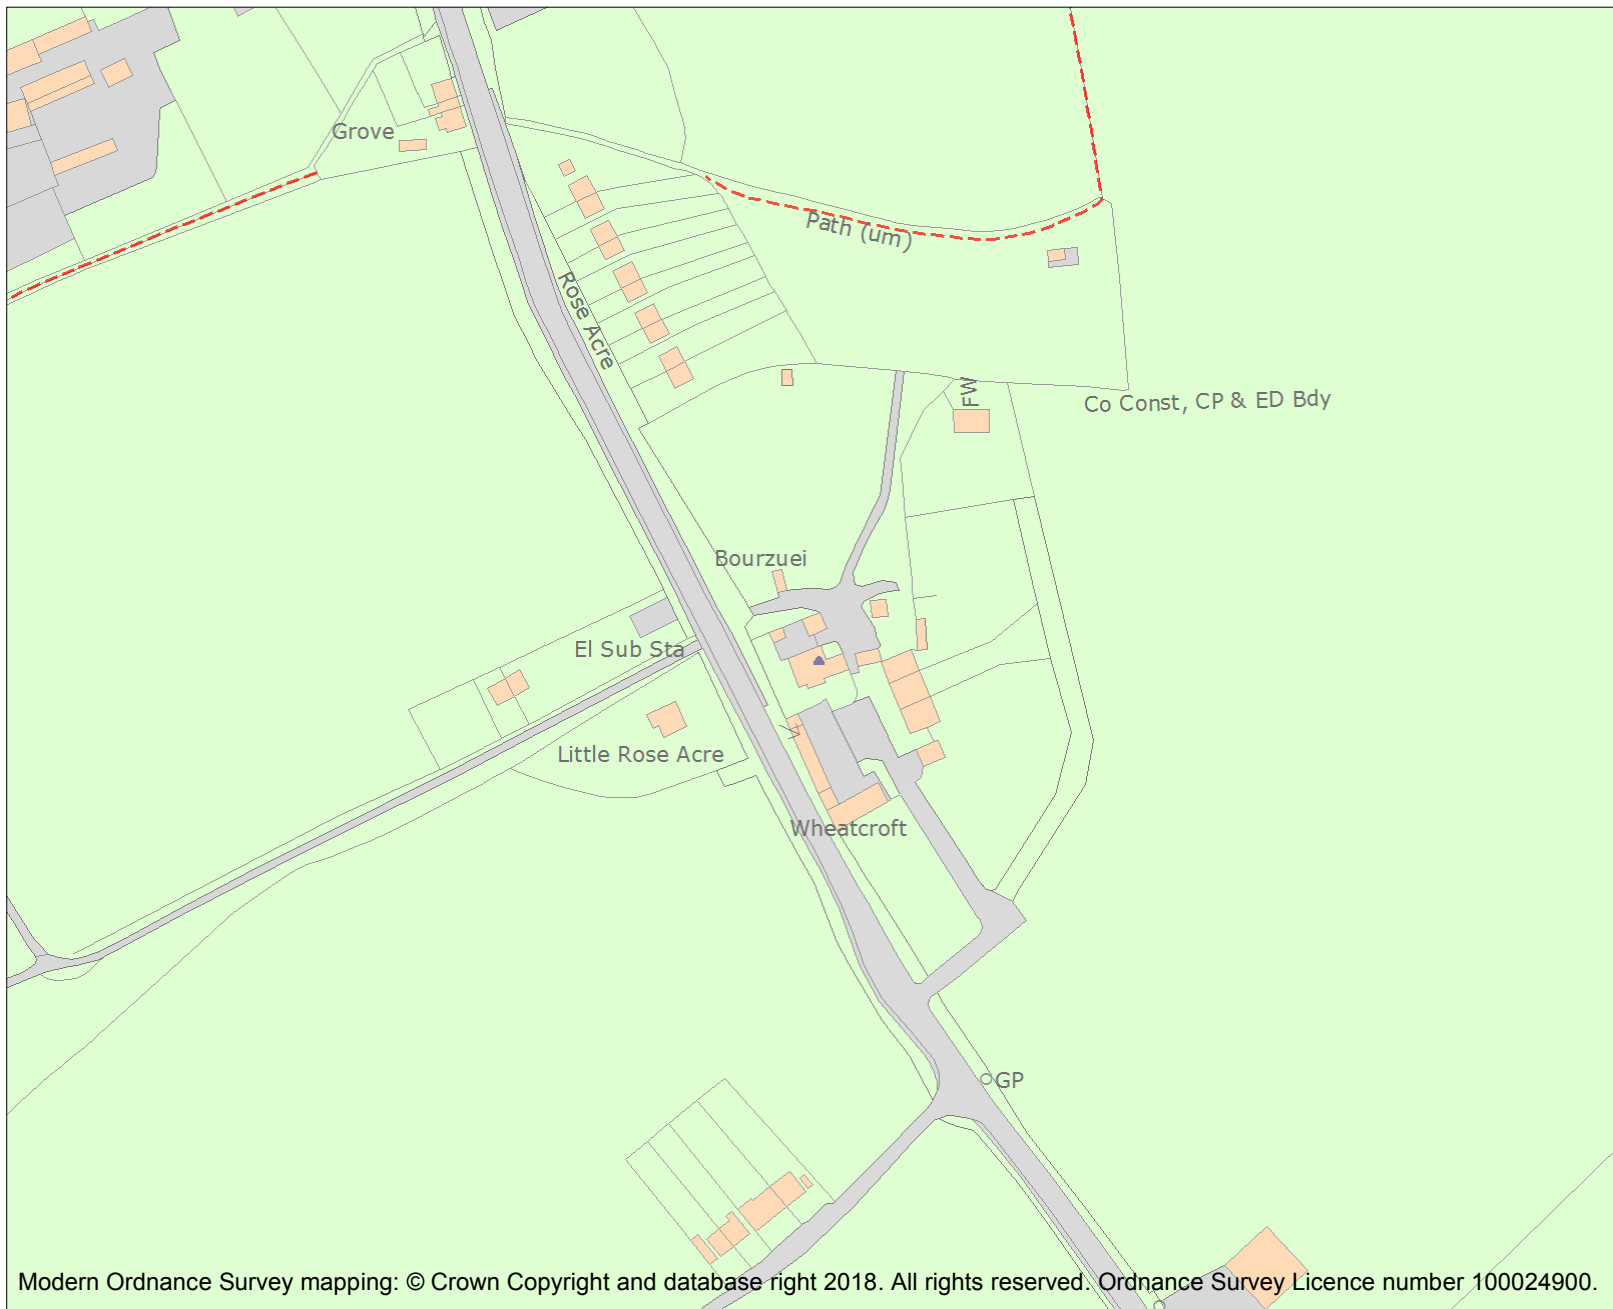 Grove
Path (um)
Rose Acre
FW
Co Const, CP & ED Bdy
Bourzuei
El Sub Sta
Little Rose Acre
Wheatcroft
GP
Modern Ordnance Survey mapping: © Crown Copyright and database right 2018. All rights reserved. Ordnance Survey Licence number 100024900.